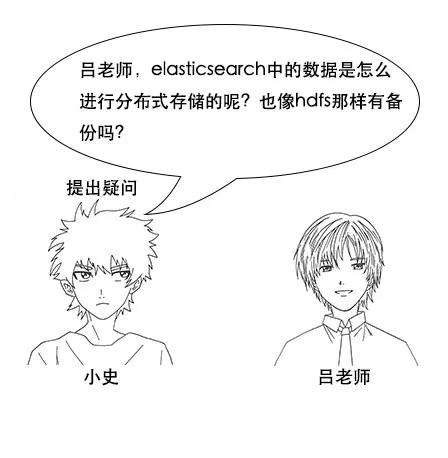 吕老师，elasticsearch中的数据是怎么
进行分布式存储的呢？也像hdfs那样有备
份吗？
提出疑问
小史
吕老师